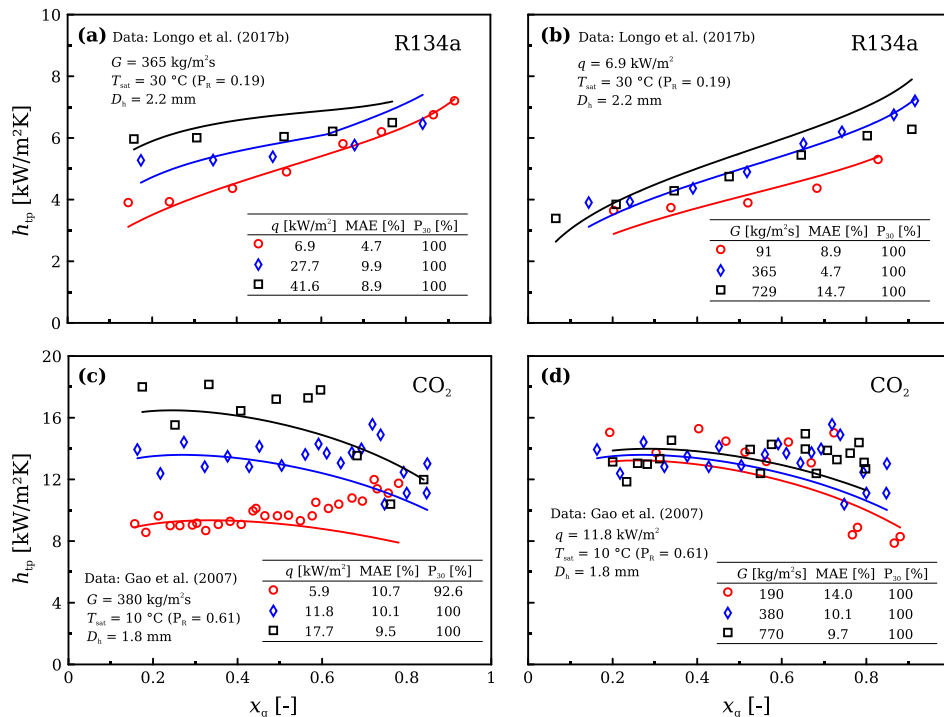 (a) Data: Longo et al. (2017b)
R134a
G = 365 kg/m²s
T_sat = 30 °C (P_R = 0.19)
D_h = 2.2 mm
q [kW/m²] MAE [%] P_30 [%]
6.9 4.7 100
27.7 9.9 100
41.6 8.9 100
h_tp [kW/m²K]
10
8
6
4
2
0
(b) Data: Longo et al. (2017b)
R134a
q = 6.9 kW/m²
T_sat = 30 °C (P_R = 0.19)
D_h = 2.2 mm
G [kg/m²s] MAE [%] P_30 [%]
91 8.9 100
365 4.7 100
729 14.7 100
(c)
CO₂
Data: Gao et al. (2007)
G = 380 kg/m²s
T_sat = 10 °C (P_R = 0.61)
D_h = 1.8 mm
q [kW/m²] MAE [%] P_30 [%]
5.9 10.7 92.6
11.8 10.1 100
17.7 9.5 100
h_tp [kW/m²K]
20
16
12
8
4
0
0.2 0.4 0.6 0.8 1
x_g [-]
(d)
CO₂
Data: Gao et al. (2007)
q = 11.8 kW/m²
T_sat = 10 °C (P_R = 0.61)
D_h = 1.8 mm
G [kg/m²s] MAE [%] P_30 [%]
190 14.0 100
380 10.1 100
770 9.7 100
0 0.2 0.4 0.6 0.8 1
x_g [-]